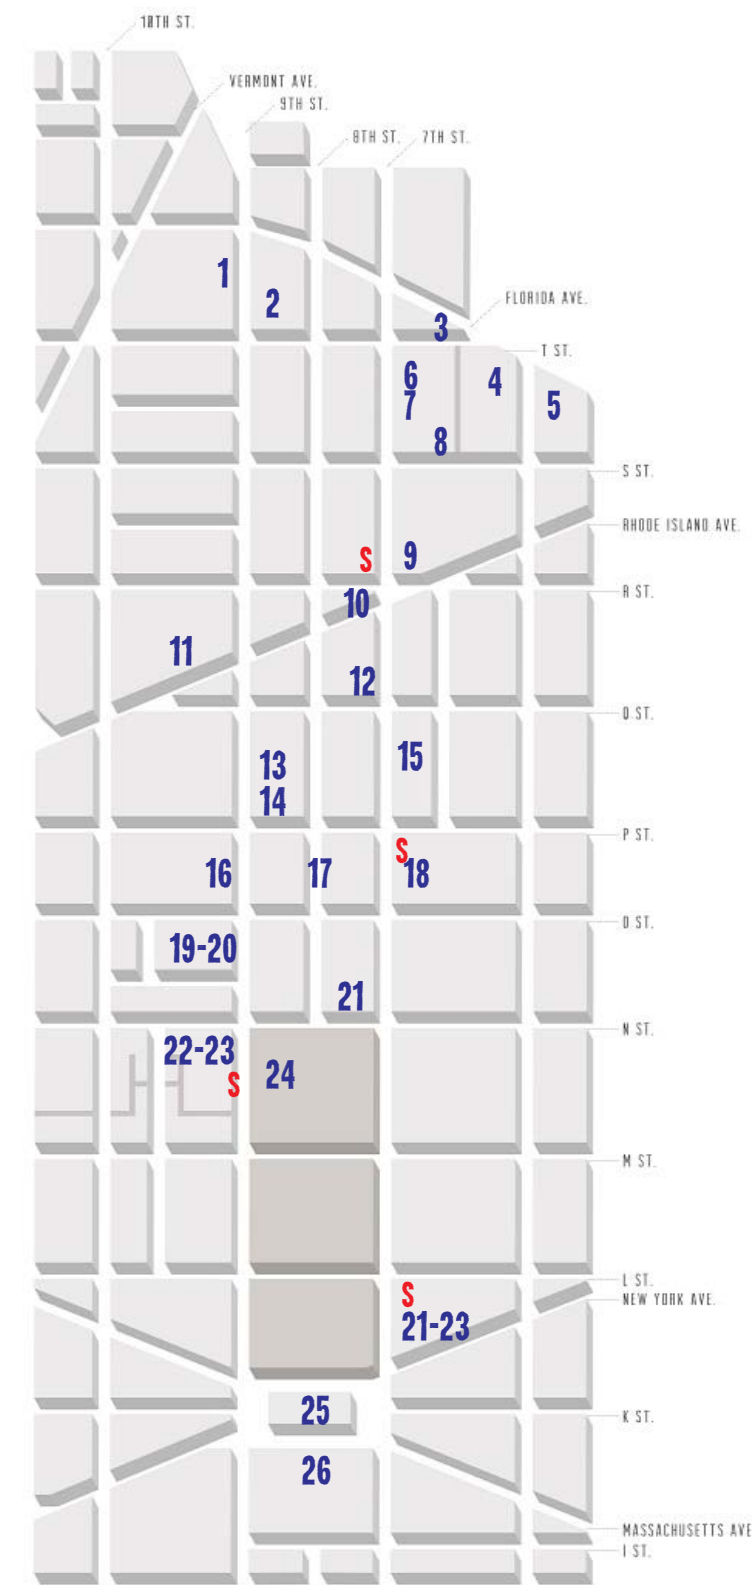 10TH ST.
VERMONT AVE.
9TH ST.
8TH ST. 7TH ST.
1
2
FLORIDA AVE.
3
T ST.
6
4
7
5
8
S ST.
RHODE ISLAND AVE.
S
9
R ST.
10
11
12
Q ST.
13
15
14
P ST.
S
16
17
18
O ST.
19-20
21
N ST.
22-23
24
S
M ST.
L ST.
S
NEW YORK AVE.
21-23
25
K ST.
26
MASSACHUSETTS AVE
I ST.